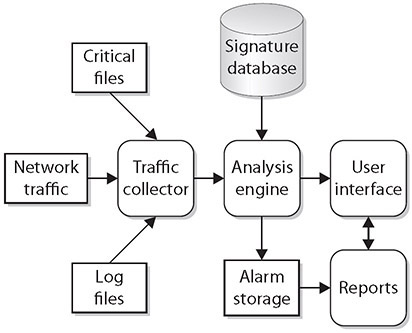 Critical
files
Signature
database
Network
traffic
Traffic
collector
Analysis
engine
User
interface
Log
files
Alarm
storage
Reports